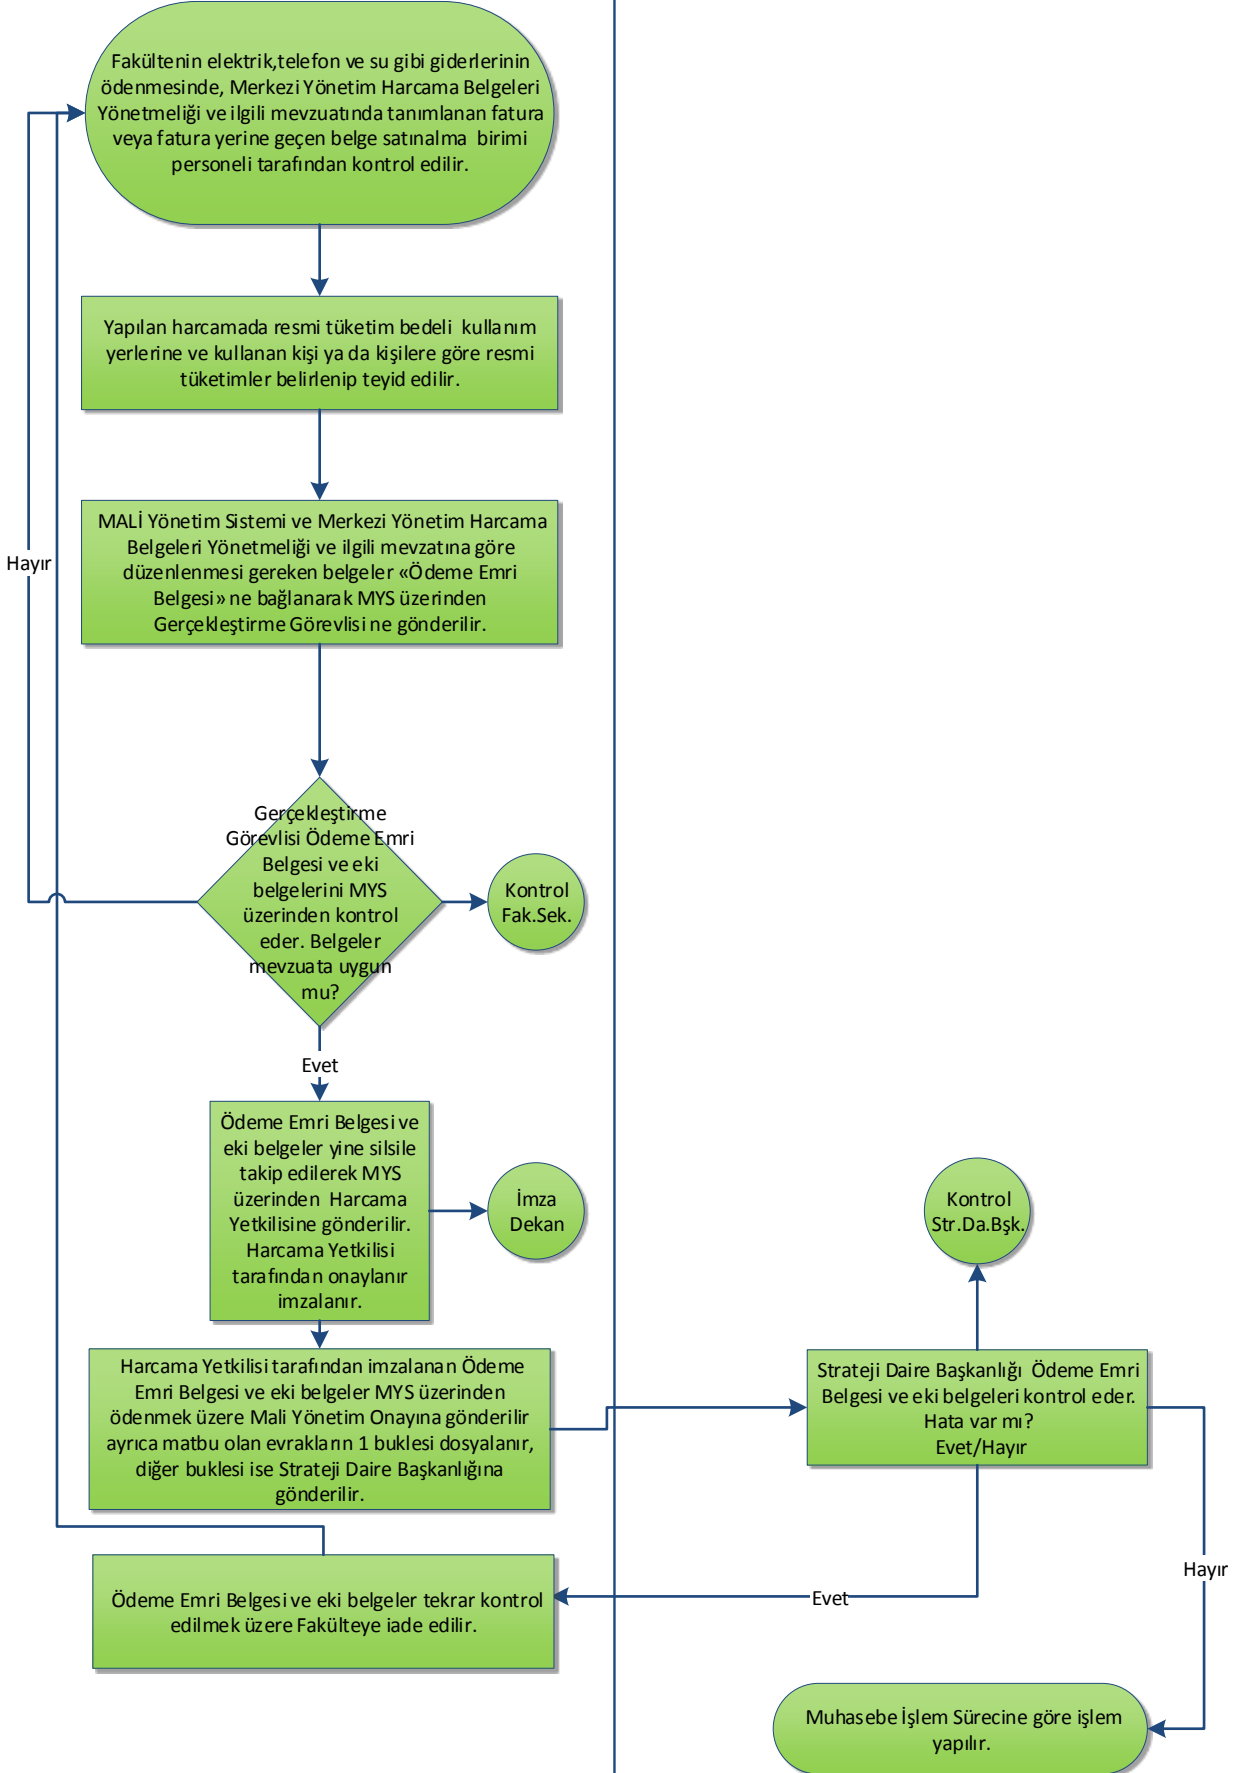 Fakültenin elektrik,telefon ve su gibi giderlerinin
ödenmesinde, Merkezi Yönetim Harcama Belgeleri
Yönetmeliği ve ilgili mevzuatında tanımlanan fatura
veya fatura yerine geçen belge satınalma birimi
personeli tarafından kontrol edilir.
Yapılan harcamada resmi tüketim bedeli kullanım
yerlerine ve kullanan kişi ya da kişilere göre resmi
tüketimler belirlenip teyid edilir.
MALİ Yönetim Sistemi ve Merkezi Yönetim Harcama
Belgeleri Yönetmeliği ve ilgili mevzatına göre
düzenlenmesi gereken belgeler «Ödeme Emri
Belgesi» ne bağlanarak MYS üzerinden
Gerçekleştirme Görevlisi ne gönderilir.
Hayır
Gerçekleştirme
Görevlisi Ödeme Emri
Belgesi ve eki
belgelerini MYS
üzerinden kontrol
eder. Belgeler
mevzuata uygun
mu?
Kontrol
Fak.Sek.
Evet
Ödeme Emri Belgesi ve
eki belgeler yine silsile
takip edilerek MYS
üzerinden Harcama
Yetkilisine gönderilir.
Harcama Yetkilisi
tarafından onaylanır
imzalanır.
İmza
Dekan
Kontrol
Str.Da.Bşk.
Harcama Yetkilisi tarafından imzalanan Ödeme
Emri Belgesi ve eki belgeler MYS üzerinden
ödenmek üzere Mali Yönetim Onayına gönderilir
ayrıca matbu olan evrakların 1 buklesi dosyalanır,
diğer buklesi ise Strateji Daire Başkanlığına
gönderilir.
Strateji Daire Başkanlığı Ödeme Emri
Belgesi ve eki belgeleri kontrol eder.
Hata var mı?
Evet/Hayır
Hayır
Evet
Ödeme Emri Belgesi ve eki belgeler tekrar kontrol
edilmek üzere Fakülteye iade edilir.
Muhasebe İşlem Sürecine göre işlem
yapılır.